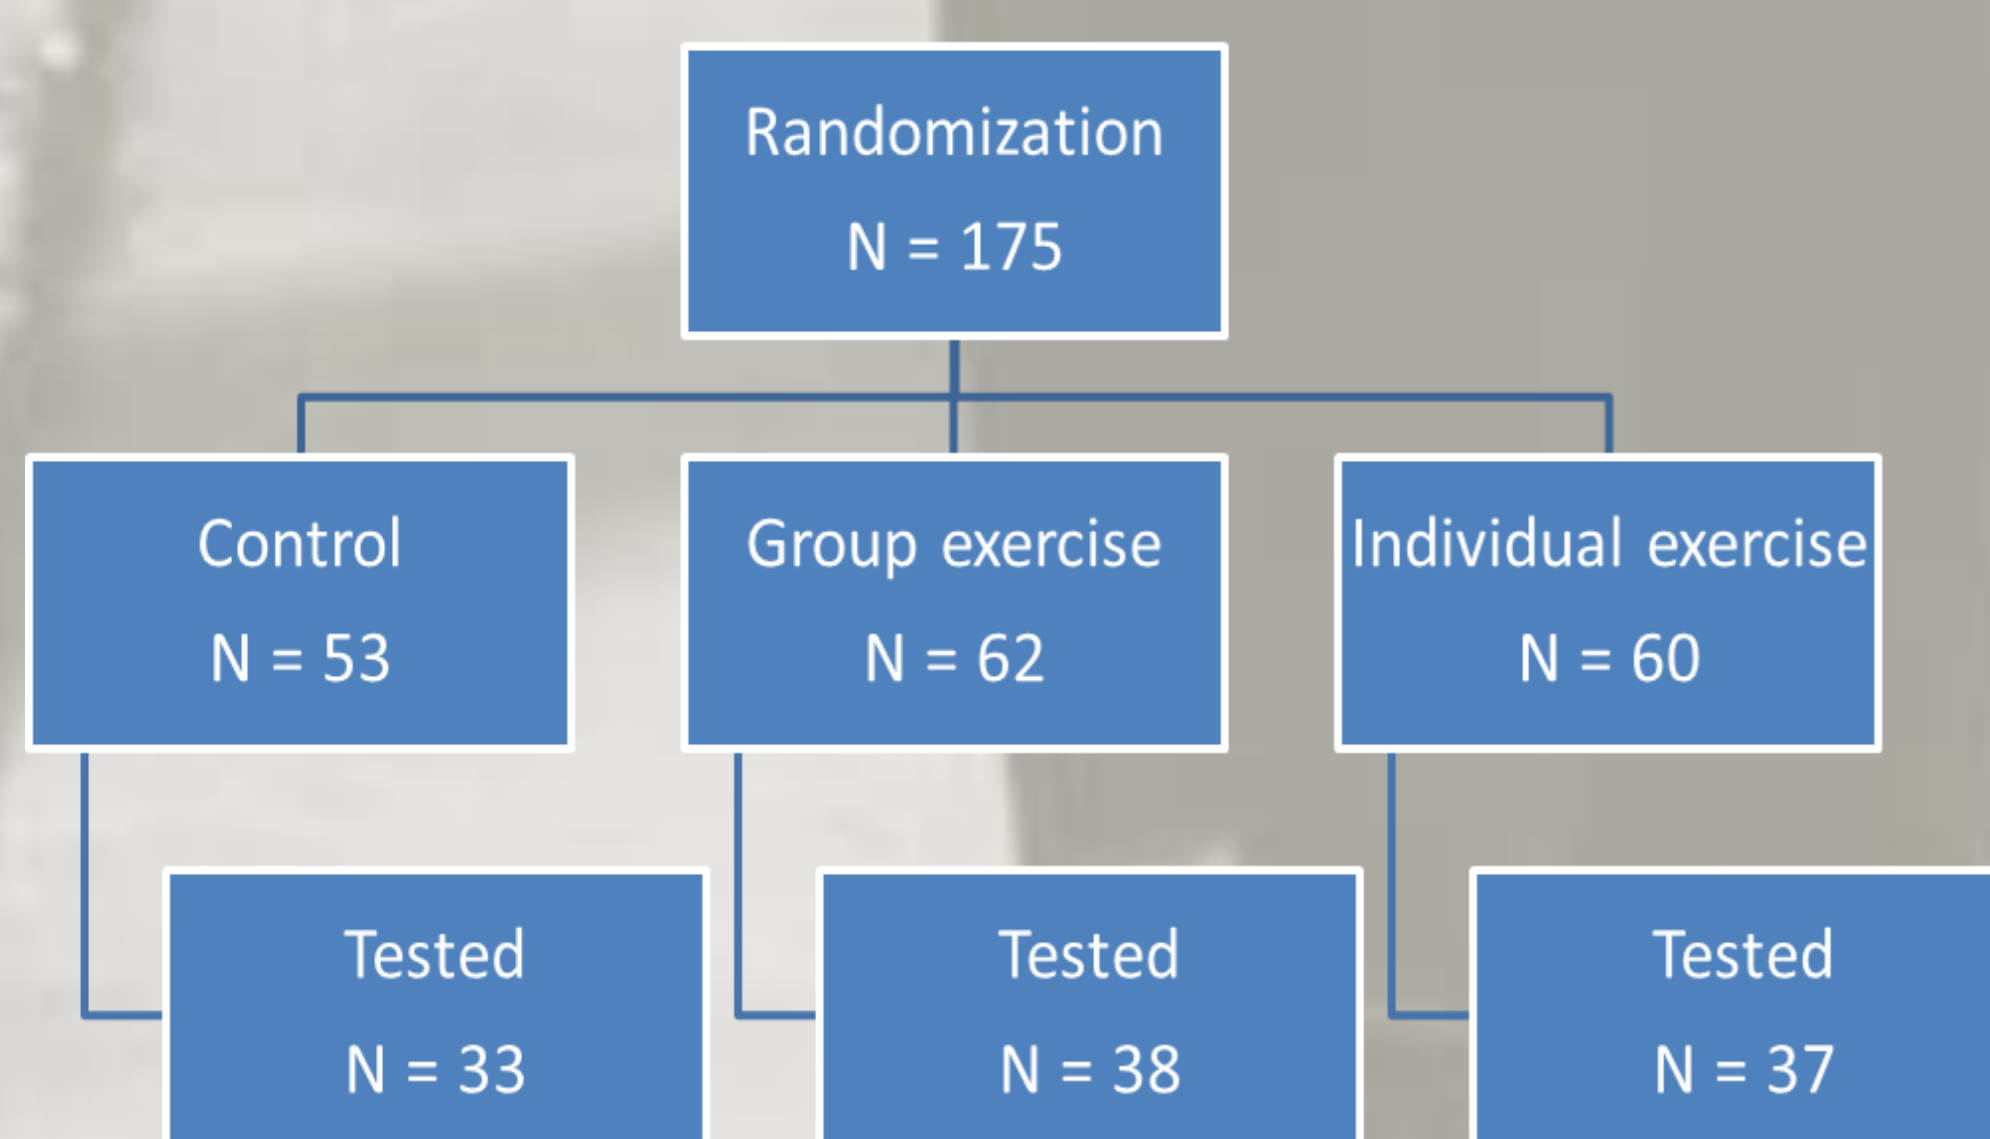 Randomization
N = 175
Control
N = 53
Group exercise
N = 62
Individual exercise
N = 60
Tested
N = 33
Tested
N = 38
Tested
N = 37